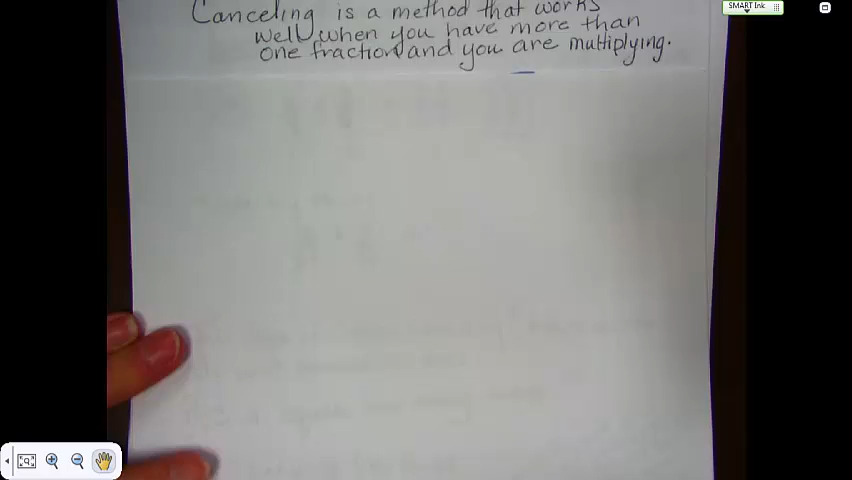 SMART Ink
Canceling is a method that works
well when you have more than
one fraction and you are multiplying.